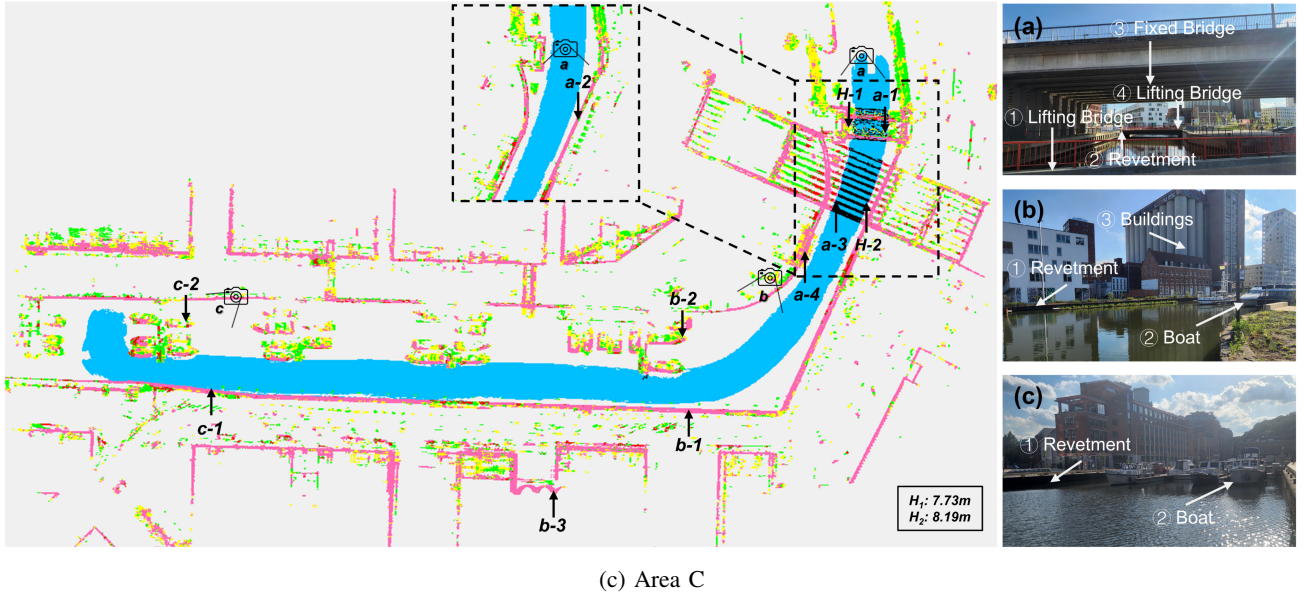 a
a-2
a
H-1
a-1
a-3
H-2
a-4
b
b-2
c-2
c
c-1
b-1
b-3
H₁: 7.73m
H₂: 8.19m
(a)
③ Fixed Bridge
④ Lifting Bridge
① Lifting Bridge
② Revetment
(b)
③ Buildings
① Revetment
② Boat
(c)
① Revetment
② Boat
(c) Area C